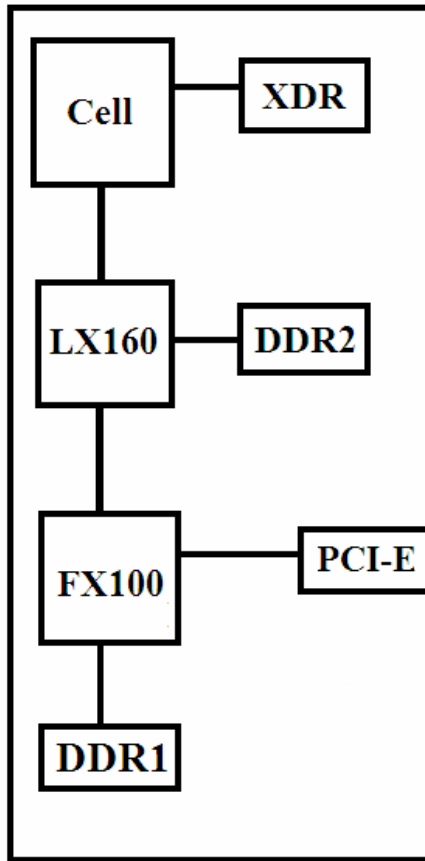 Cell
XDR
LX160
DDR2
FX100
PCI-E
DDR1